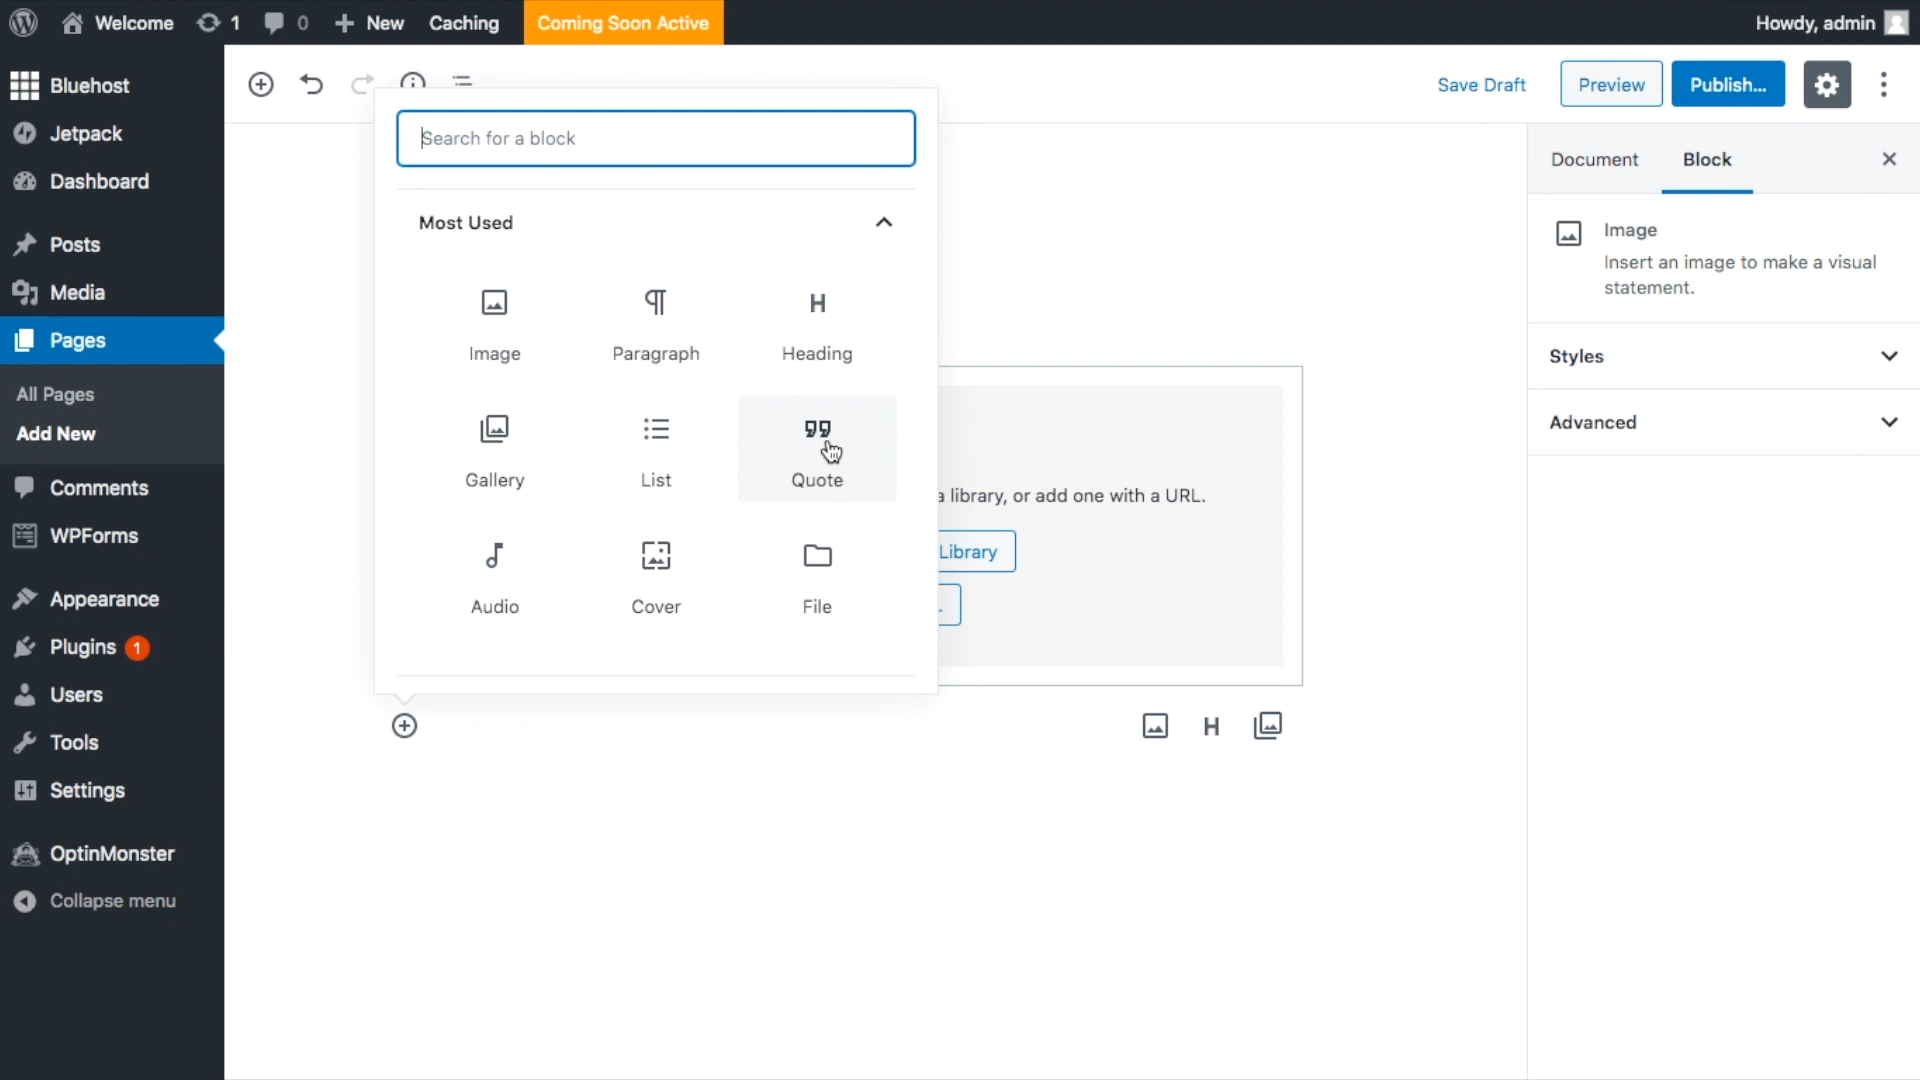 Welcome 1 0 New Caching Coming Soon Active Howdy, admin
Bluehost
Jetpack
Dashboard
Posts
Media
Pages
All Pages
Add New
Comments
WPForms
Appearance
Plugins 1
Users
Tools
Settings
OptinMonster
Collapse menu
Save Draft Preview Publish...
Search for a block
Most Used
Image Paragraph Heading
Gallery List Quote
Audio Cover File
a library, or add one with a URL.
Library
H
Document Block
Image
Insert an image to make a visual
statement.
Styles
Advanced